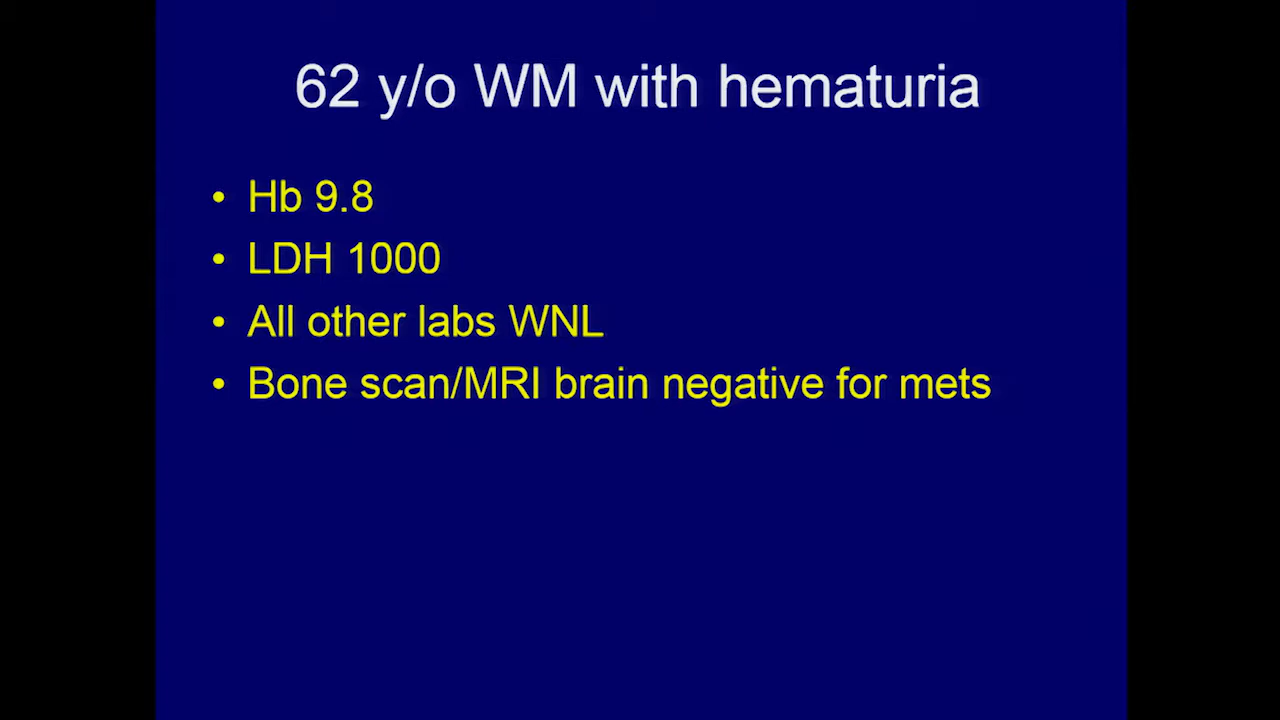 62 y/o WM with hematuria
• Hb 9.8
• LDH 1000
• All other labs WNL
• Bone scan/MRI brain negative for mets